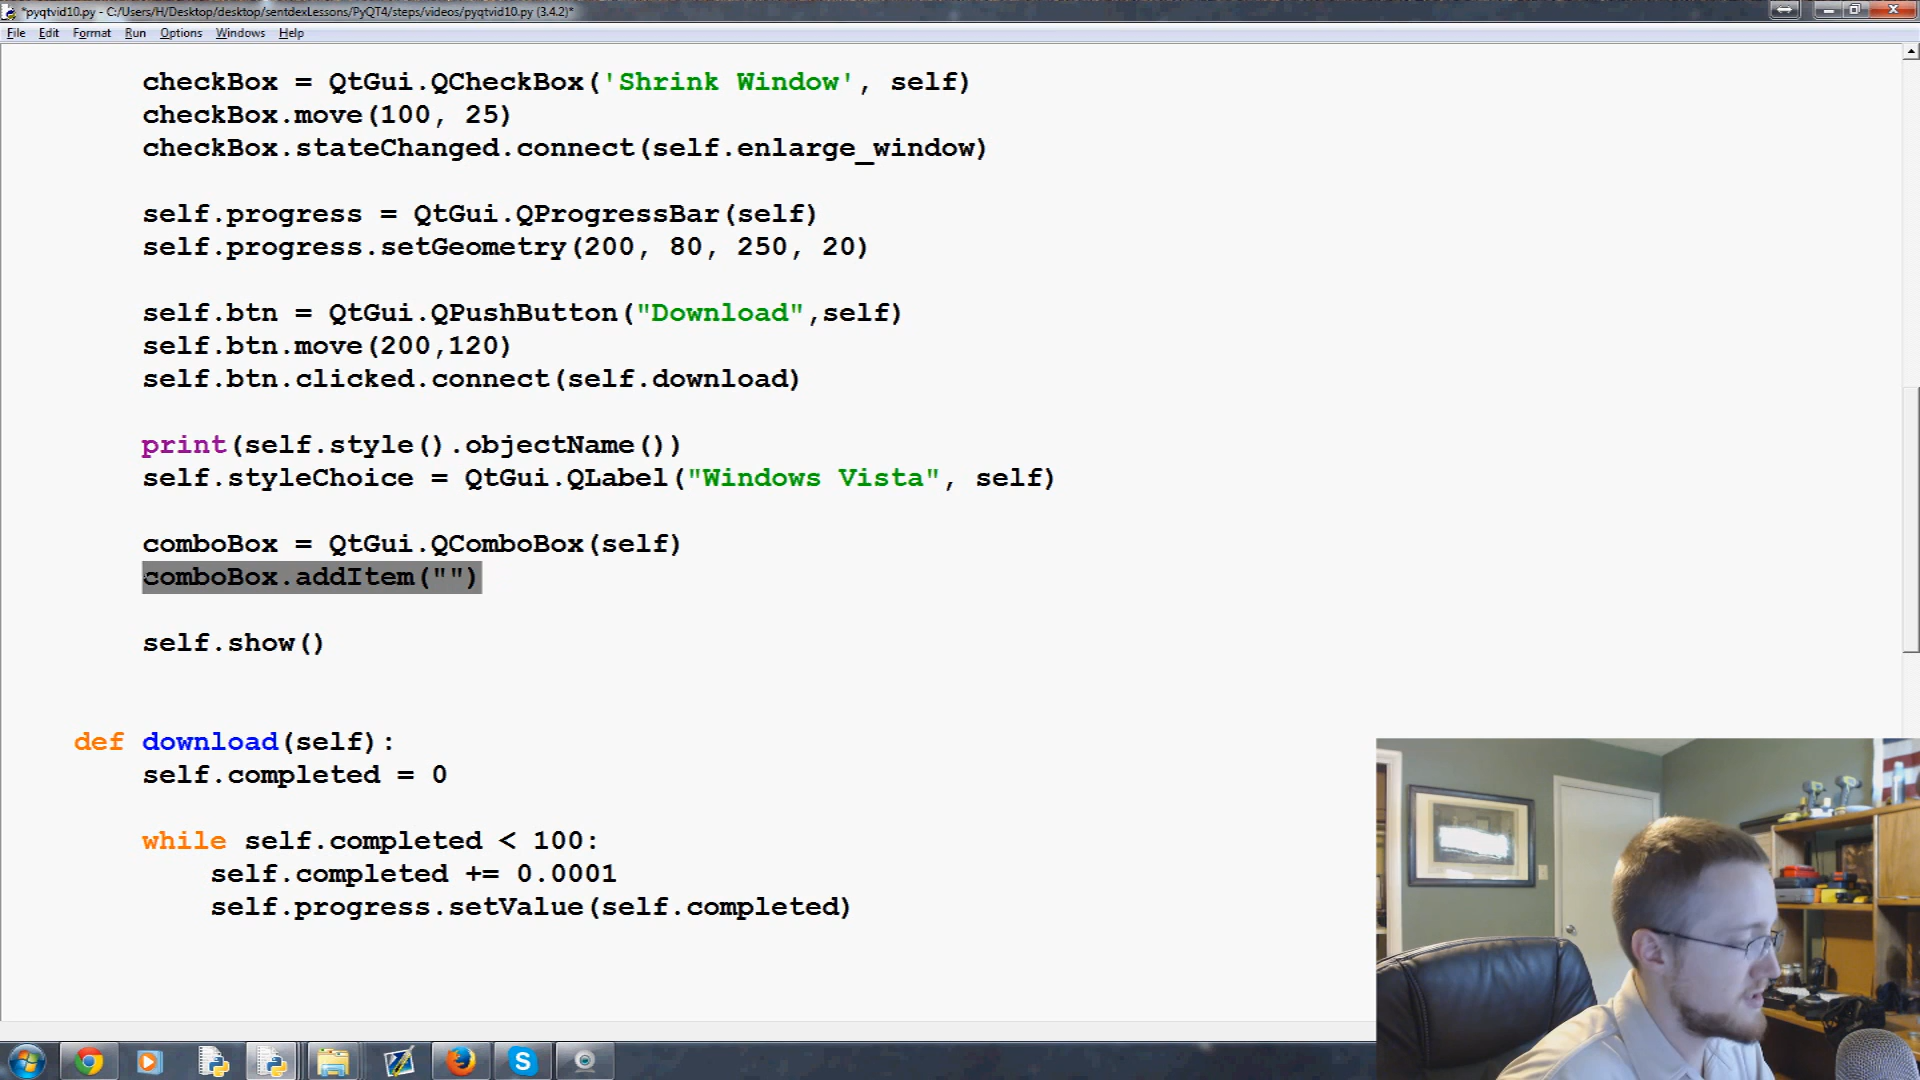 *pyqtvid10.py - C:/Users/H/Desktop/desktop/sentdexLessons/PyQT4/steps/videos/pyqtvid10.py (3.4.2)*
File Edit Format Run Options Windows Help
checkBox = QtGui.QCheckBox('Shrink Window', self)
checkBox.move(100, 25)
checkBox.stateChanged.connect(self.enlarge_window)
self.progress = QtGui.QProgressBar(self)
self.progress.setGeometry(200, 80, 250, 20)
self.btn = QtGui.QPushButton("Download",self)
self.btn.move(200,120)
self.btn.clicked.connect(self.download)
print(self.style().objectName())
self.styleChoice = QtGui.QLabel("Windows Vista", self)
comboBox = QtGui.QComboBox(self)
comboBox.addItem("")
self.show()
def download(self):
self.completed = 0
while self.completed < 100:
self.completed += 0.0001
self.progress.setValue(self.completed)